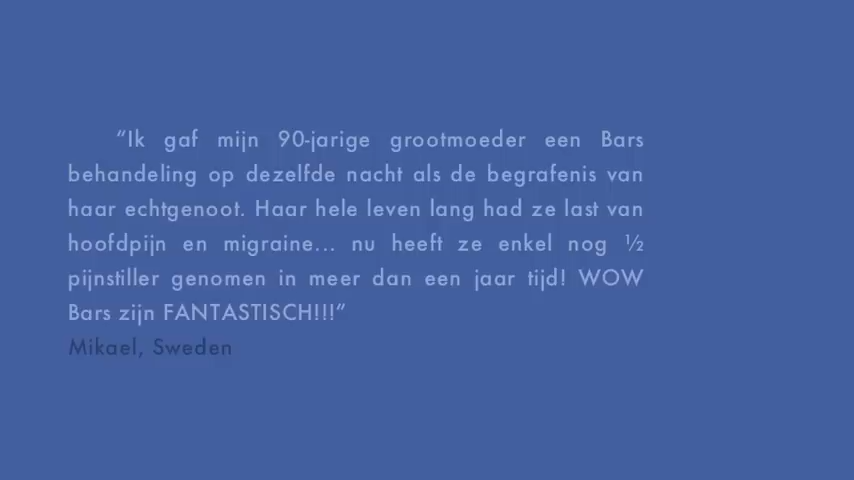 “Ik gaf mijn 90-jarige grootmoeder een Bars
behandeling op dezelfde nacht als de begrafenis van
haar echtgenoot. Haar hele leven lang had ze last van
hoofdpijn en migraine... nu heeft ze enkel nog ½
pijnstiller genomen in meer dan een jaar tijd! WOW
Bars zijn FANTASTISCH!!!”
Mikael, Sweden